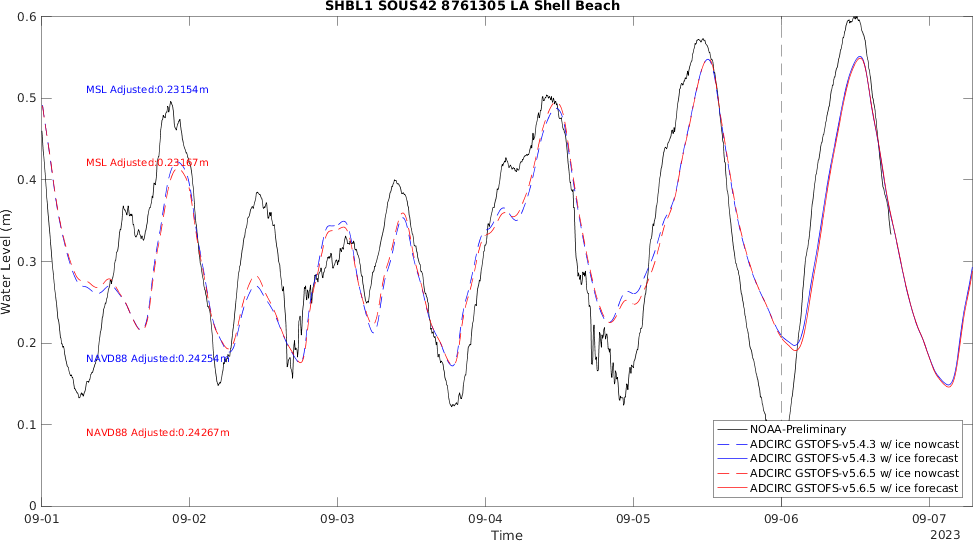 SHBL1 SOUS42 8761305 LA Shell Beach
0.6
0.5
0.4
0.3
0.2
0.1
0
Water Level (m)
MSL Adjusted:0.23154m
MSL Adjusted:0.23167m
NAVD88 Adjusted:0.24254m
NAVD88 Adjusted:0.24267m
NOAA-Preliminary
ADCIRC GSTOFS-v5.4.3 w/ ice nowcast
ADCIRC GSTOFS-v5.4.3 w/ ice forecast
ADCIRC GSTOFS-v5.6.5 w/ ice nowcast
ADCIRC GSTOFS-v5.6.5 w/ ice forecast
09-01 09-02 09-03 09-04 09-05 09-06 09-07
Time
2023